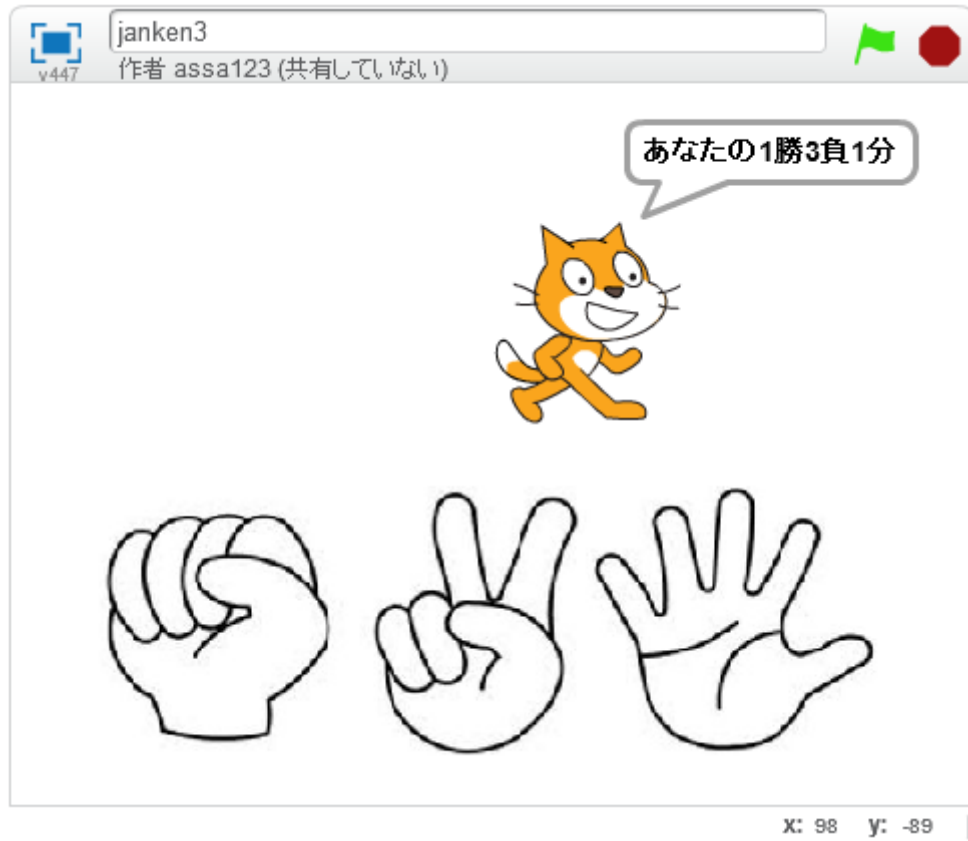 janken3
v447
作者 assa123 (共有していない)
あなたの1勝3負1分
x: 98 y: -89